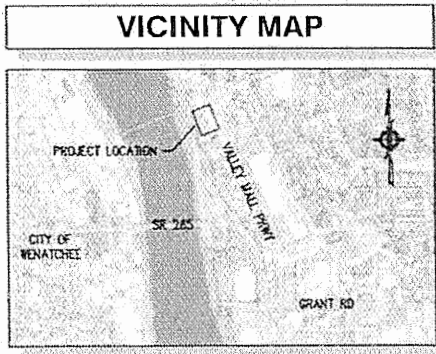 VICINITY MAP
PROJECT LOCATION
VALLEY MALL PKWY
SR 285
CITY OF
WENATCHEE
GRANT RD